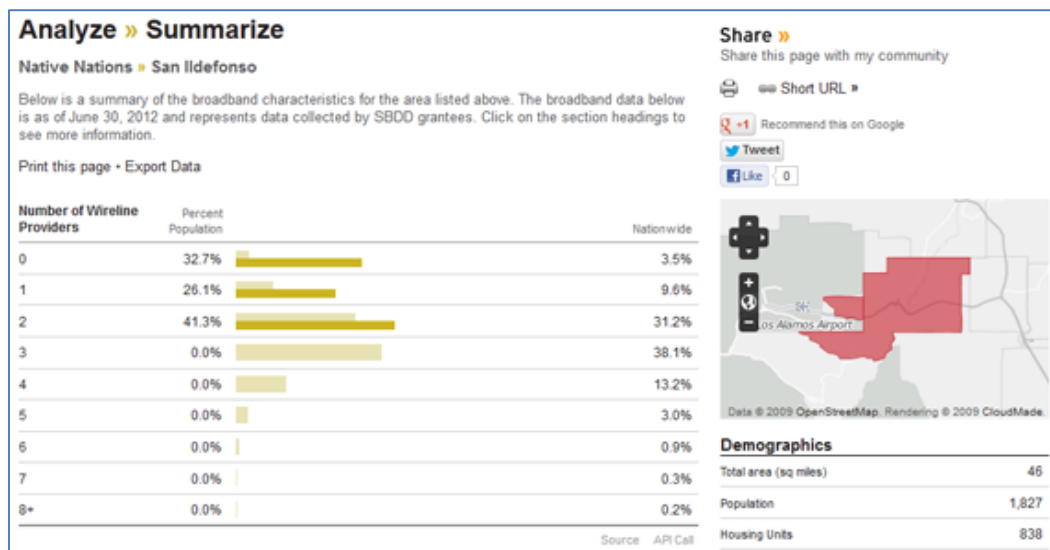 Analyze » Summarize
Native Nations » San Ildefonso
Below is a summary of the broadband characteristics for the area listed above. The broadband data below
is as of June 30, 2012 and represents data collected by SBDD grantees. Click on the section headings to
see more information.
Print this page • Export Data
Number of Wireline Providers Percent Population Nationwide
0 32.7% 3.5%
1 26.1% 9.6%
2 41.3% 31.2%
3 0.0% 38.1%
4 0.0% 13.2%
5 0.0% 3.0%
6 0.0% 0.9%
7 0.0% 0.3%
8+ 0.0% 0.2%
Source API Call
Share »
Share this page with my community
Short URL »
+1 Recommend this on Google
Tweet
Like 0
Los Alamos Airport
Data © 2009 OpenStreetMap. Rendering © 2009 CloudMade.
Demographics
Total area (sq miles) 46
Population 1,827
Housing Units 838